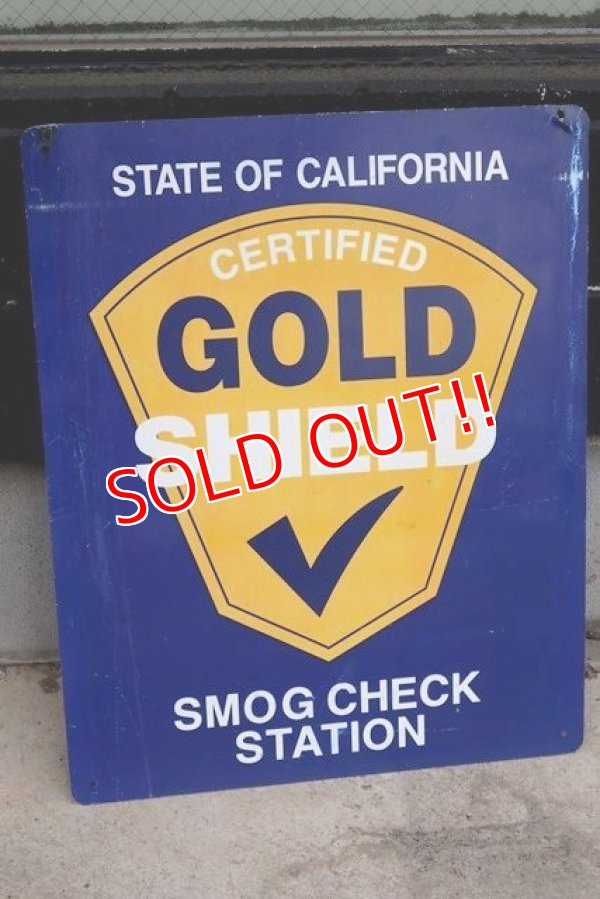 STATE OF CALIFORNIA
CERTIFIED
GOLD
SHIELD
SOLD OUT!!
SMOG CHECK
STATION